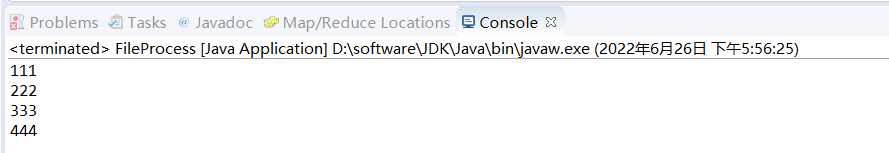 Problems Tasks @ Javadoc Map/Reduce Locations Console
<terminated> FileProcess [Java Application] D:\software\JDK\Java\bin\javaw.exe (2022年6月26日 下午5:56:25)
111
222
333
444